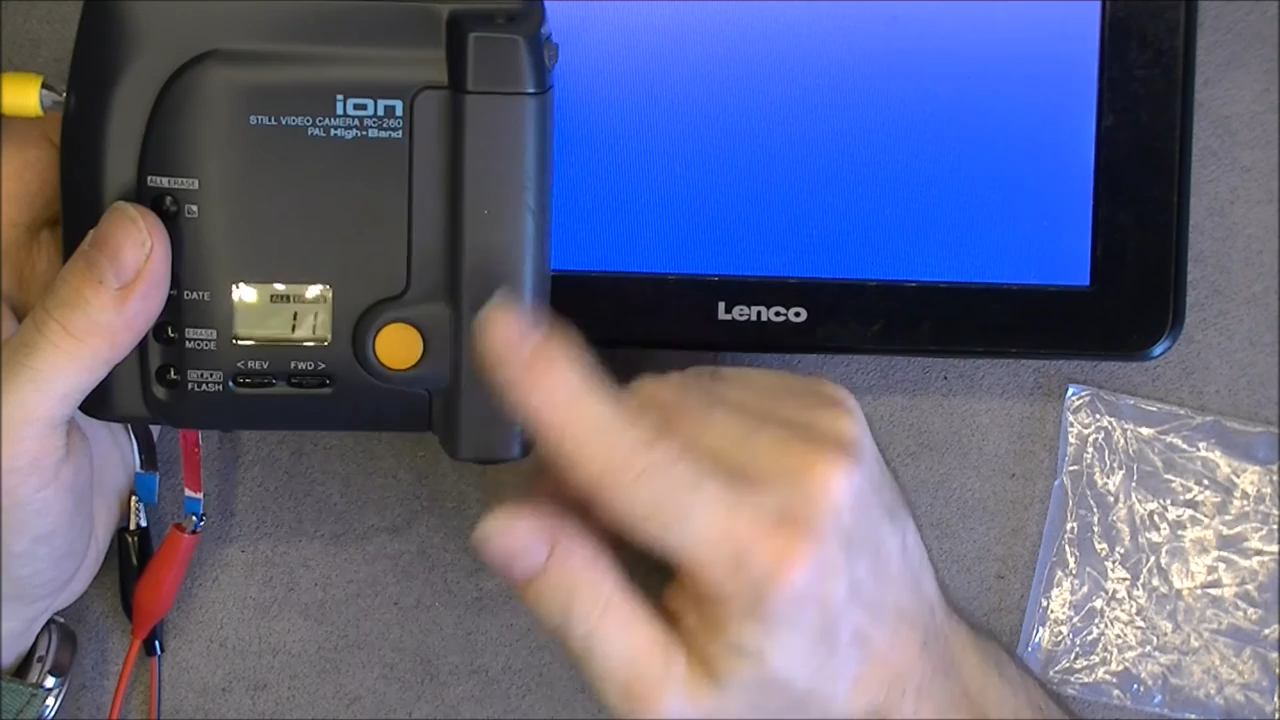 ion
STILL VIDEO CAMERA RC-260
PAL High-Band
ALL ERASE
DATE
ALL ERASE
11
ERASE
MODE
< REV FWD >
INT.PLAY
FLASH
Lenco